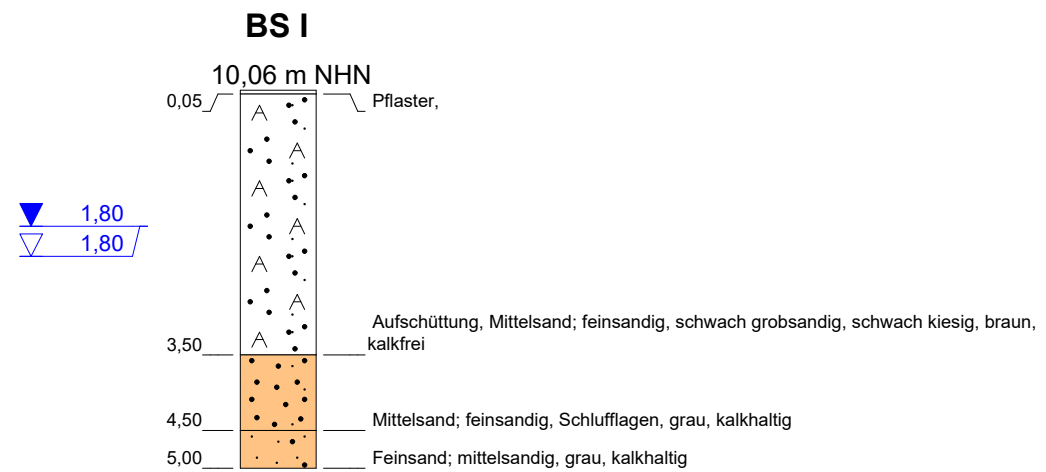 BS I
10,06 m NHN
0,05 Pflaster,
1,80
1,80
Aufschüttung, Mittelsand; feinsandig, schwach grobsandig, schwach kiesig, braun,
3,50 kalkfrei
4,50 Mittelsand; feinsandig, Schlufflagen, grau, kalkhaltig
5,00 Feinsand; mittelsandig, grau, kalkhaltig
A
A
A
A
A
A
A